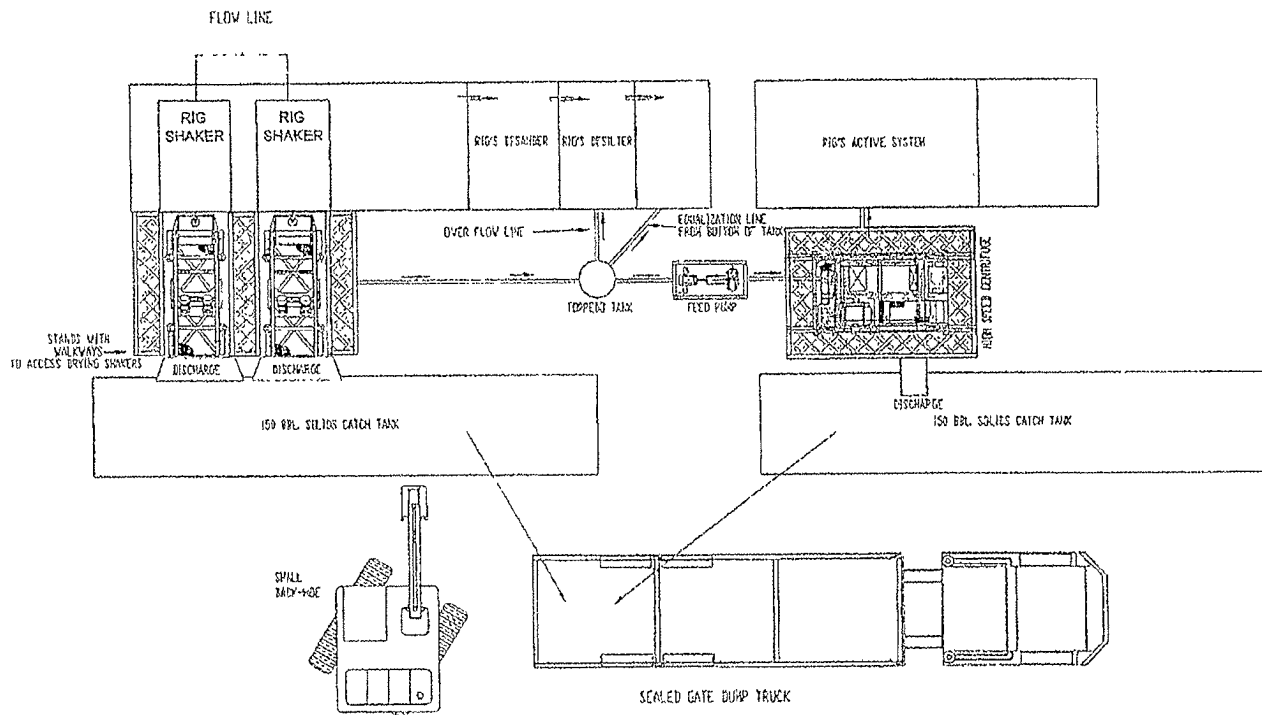 FLOW LINE
RIG
SHAKER
RIG
SHAKER
RIG'S DESANDER
RIG'S DESILTER
RIG'S ACTIVE SYSTEM
OVER FLOW LINE
EQUALIZATION LINE
FROM BOTTOM OF TANK
TORPEDO TANK
FEED PUMP
HIGH SPEED CENTRIFUGE
STANDS WITH
WALKWAYS
TO ACCESS DRYING SHAKERS
DISCHARGE
DISCHARGE
DISCHARGE
150 BBL. SOLIDS CATCH TANK
150 BBL. SOLIDS CATCH TANK
SMALL
BACK-HOE
SEALED GATE DUMP TRUCK